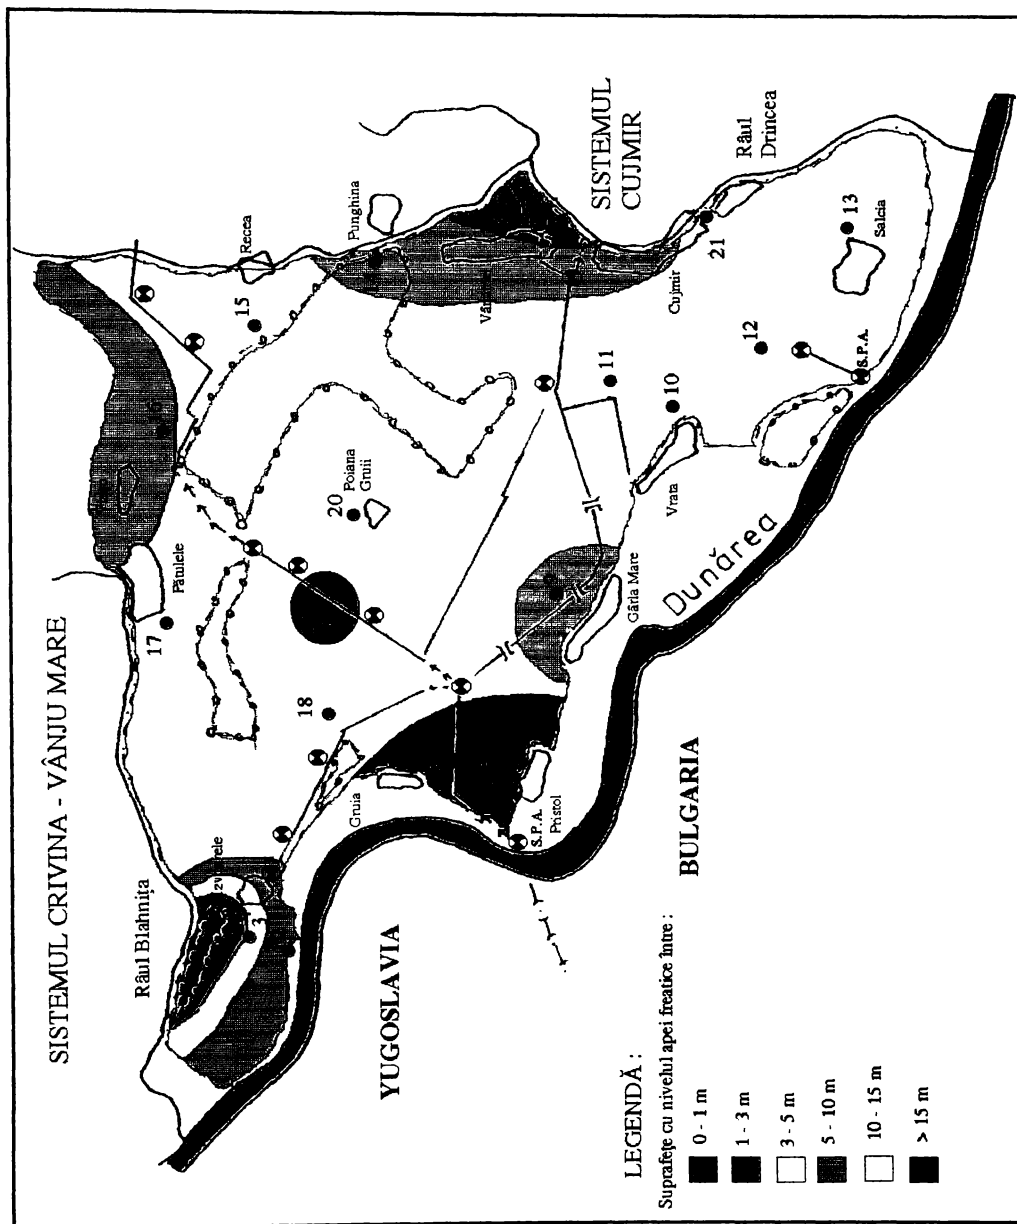 SISTEMUL CRIVINA - VÂNJU MARE
Râul Blahnița
YUGOSLAVIA
BULGARIA
Dunărea
SISTEMUL
CUJMIR
Râul
Drincea
Recea
Punghina
Pătulele
Poiana
Gruii
Cujmir
Salcia
Vrata
Gârla Mare
Gruia
Pristol
S.P.A.
S.P.A.
3
10
11
12
13
15
17
18
20
21
LEGENDĂ :
Suprafețe cu nivelul apei freatice între :
0 - 1 m
1 - 3 m
3 - 5 m
5 - 10 m
10 - 15 m
> 15 m